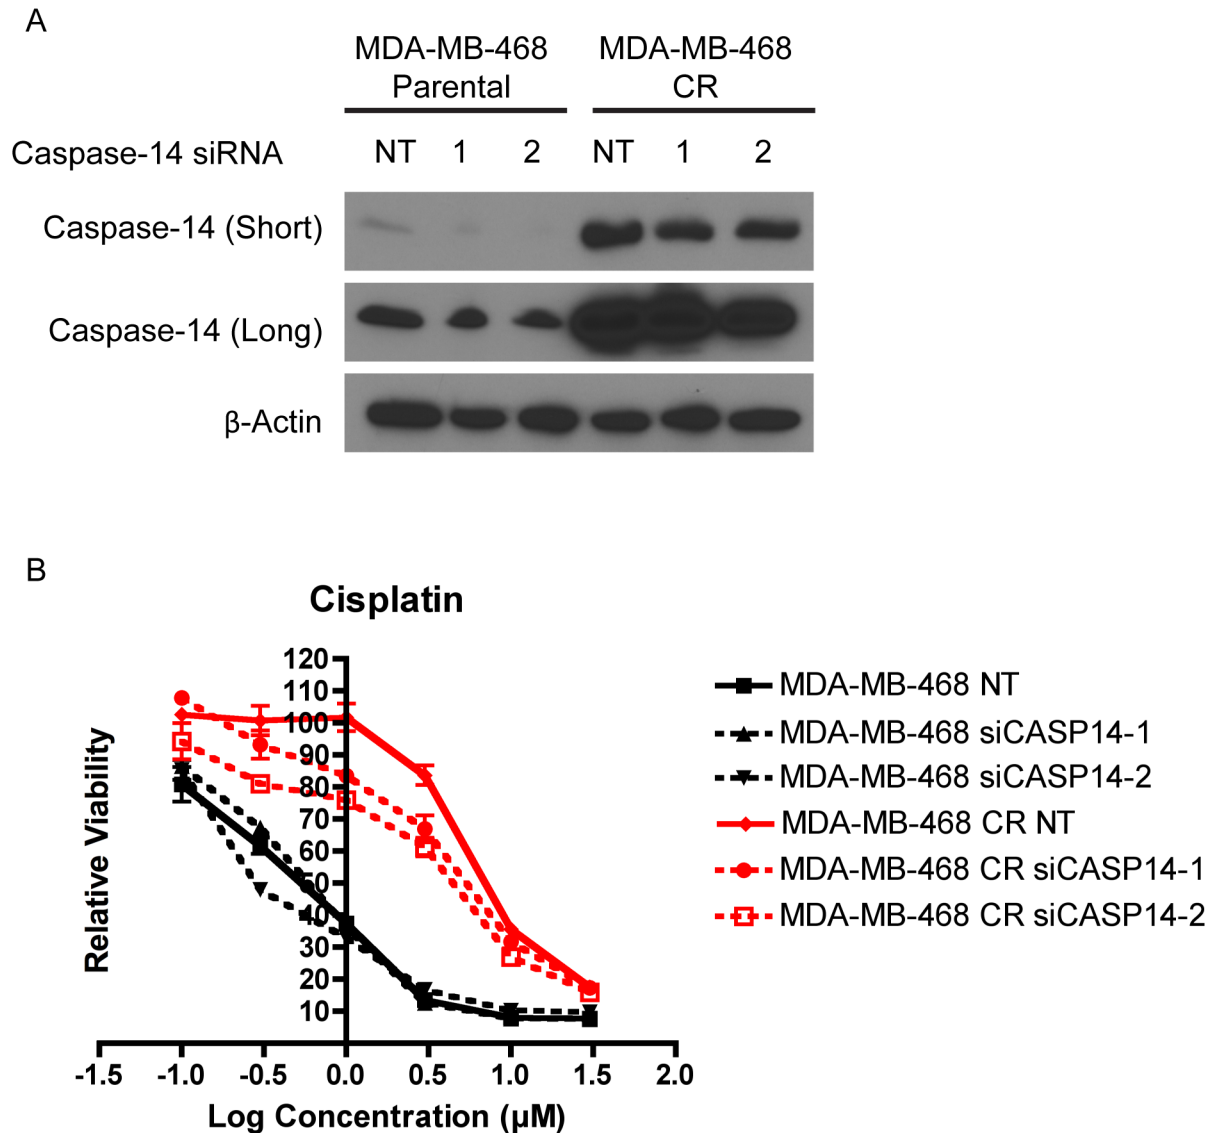 A
MDA-MB-468 MDA-MB-468
Parental CR
Caspase-14 siRNA NT 1 2 NT 1 2
Caspase-14 (Short)
Caspase-14 (Long)
β-Actin
B
Cisplatin
Relative Viability
120
110
100
90
80
70
60
50
40
30
20
10
-1.5 -1.0 -0.5 0.0 0.5 1.0 1.5 2.0
Log Concentration (μM)
MDA-MB-468 NT
MDA-MB-468 siCASP14-1
MDA-MB-468 siCASP14-2
MDA-MB-468 CR NT
MDA-MB-468 CR siCASP14-1
MDA-MB-468 CR siCASP14-2